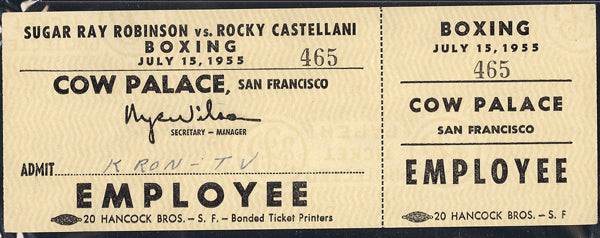 SUGAR RAY ROBINSON vs. ROCKY CASTELLANI
BOXING
JULY 15, 1955 465
COW PALACE, SAN FRANCISCO
Nye Wilson
SECRETARY - MANAGER
ADMIT KRON-TV
EMPLOYEE
20 HANCOCK BROS. - S. F. - Bonded Ticket Printers
BOXING
JULY 15, 1955
465
COW PALACE
SAN FRANCISCO
EMPLOYEE
20 HANCOCK BROS. - S. F